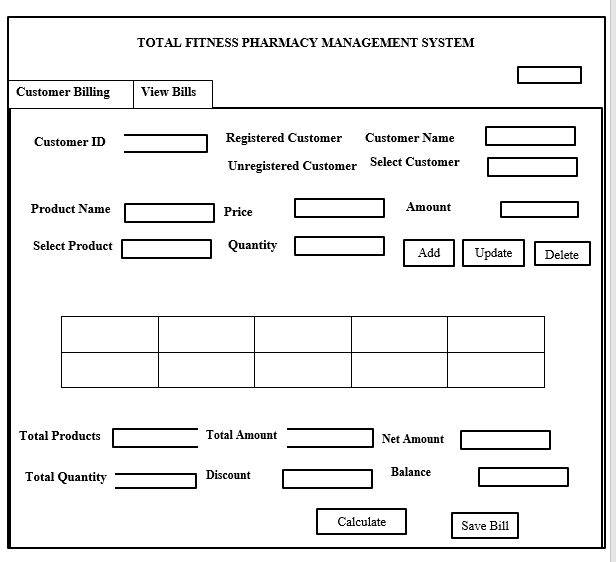 TOTAL FITNESS PHARMACY MANAGEMENT SYSTEM
Customer Billing View Bills
Customer ID Registered Customer Customer Name
Unregistered Customer Select Customer
Product Name Price Amount
Select Product Quantity Add Update Delete
Total Products Total Amount Net Amount
Total Quantity Discount Balance
Calculate Save Bill